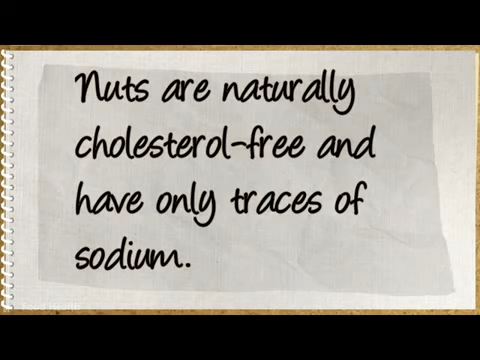 Nuts are naturally
cholesterol-free and
have only traces of
sodium.